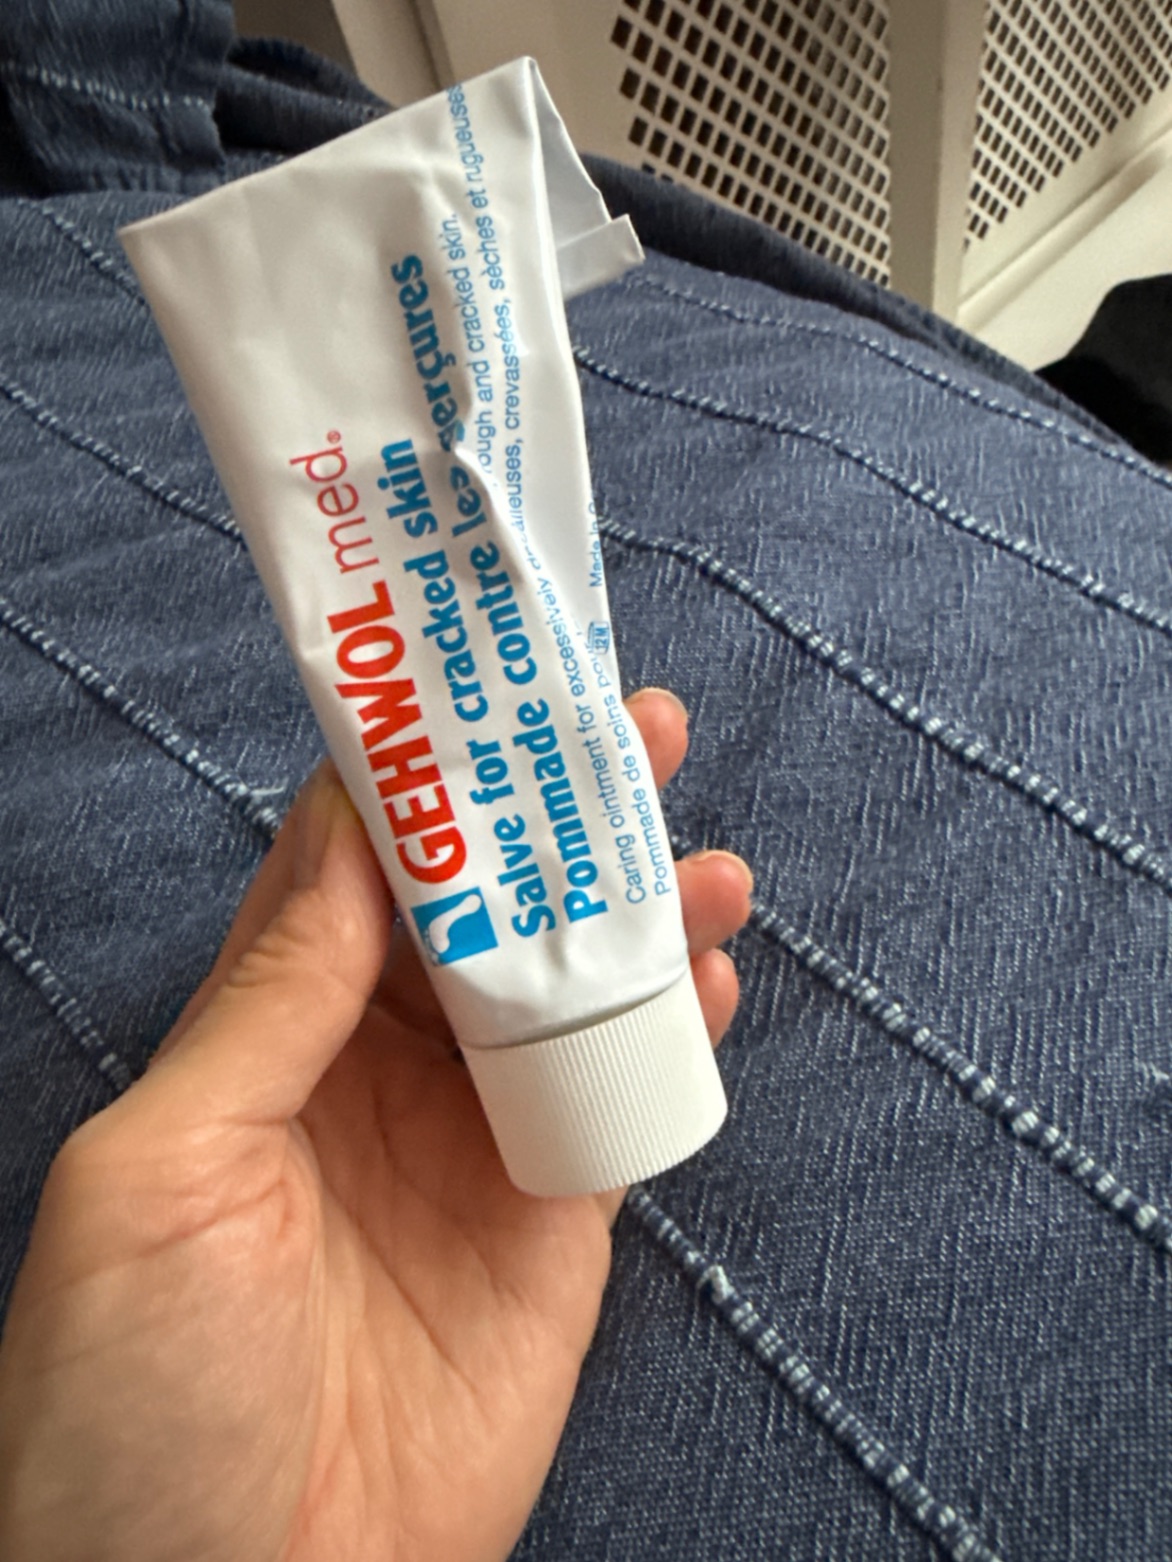 GEHWOL med®
Salve for cracked skin
Pommade contre les gerçures
Caring ointment for excessively rough and cracked skin.
Pommade de soins pour crevassées, sèches et rugueuses
12M
Made in